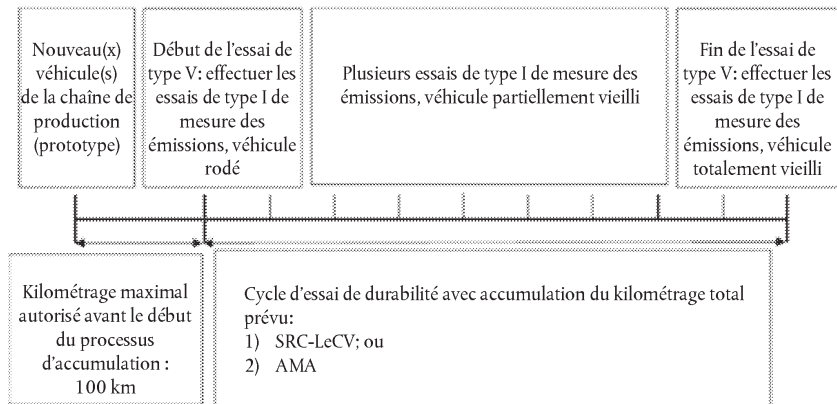 Nouveau(x)
véhicule(s)
de la chaîne de
production
(prototype)
Début de l'essai de
type V: effectuer les
essais de type I de
mesure des
émissions, véhicule
rodé
Plusieurs essais de type I de mesure des
émissions, véhicule partiellement vieilli
Fin de l'essai de
type V: effectuer les
essais de type I de
mesure des
émissions, véhicule
totalement vieilli
Kilométrage maximal
autorisé avant le début
du processus
d'accumulation :
100 km
Cycle d'essai de durabilité avec accumulation du kilométrage total
prévu:
1) SRC-LeCV; ou
2) AMA